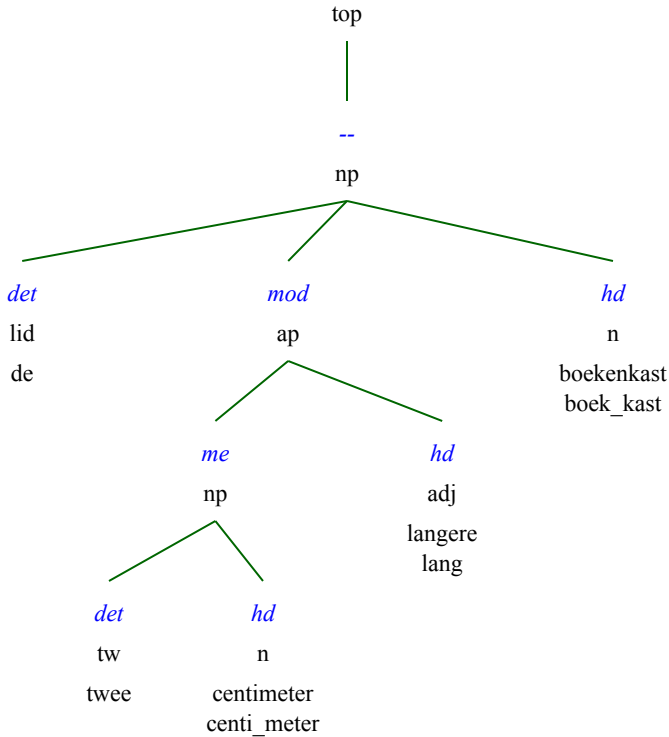 top
--
np
det mod hd
lid ap n
de boekenkast
boek_kast
me hd
np adj
langere
lang
det hd
tw n
twee centimeter
centi_meter